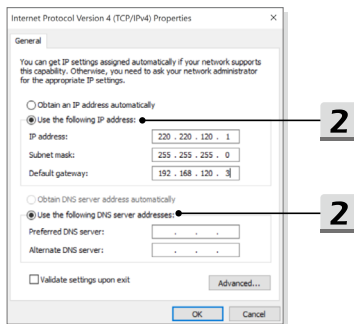 Internet Protocol Version 4 (TCP/IPv4) Properties
General
You can get IP settings assigned automatically if your network supports
this capability. Otherwise, you need to ask your network administrator
for the appropriate IP settings.
Obtain an IP address automatically
Use the following IP address:
2
IP address: 220 . 220 . 120 . 1
Subnet mask: 255 . 255 . 255 . 0
Default gateway: 192 . 168 . 120 . 3
Obtain DNS server address automatically
Use the following DNS server addresses:
2
Preferred DNS server: . . .
Alternate DNS server: . . .
Validate settings upon exit
Advanced...
OK Cancel